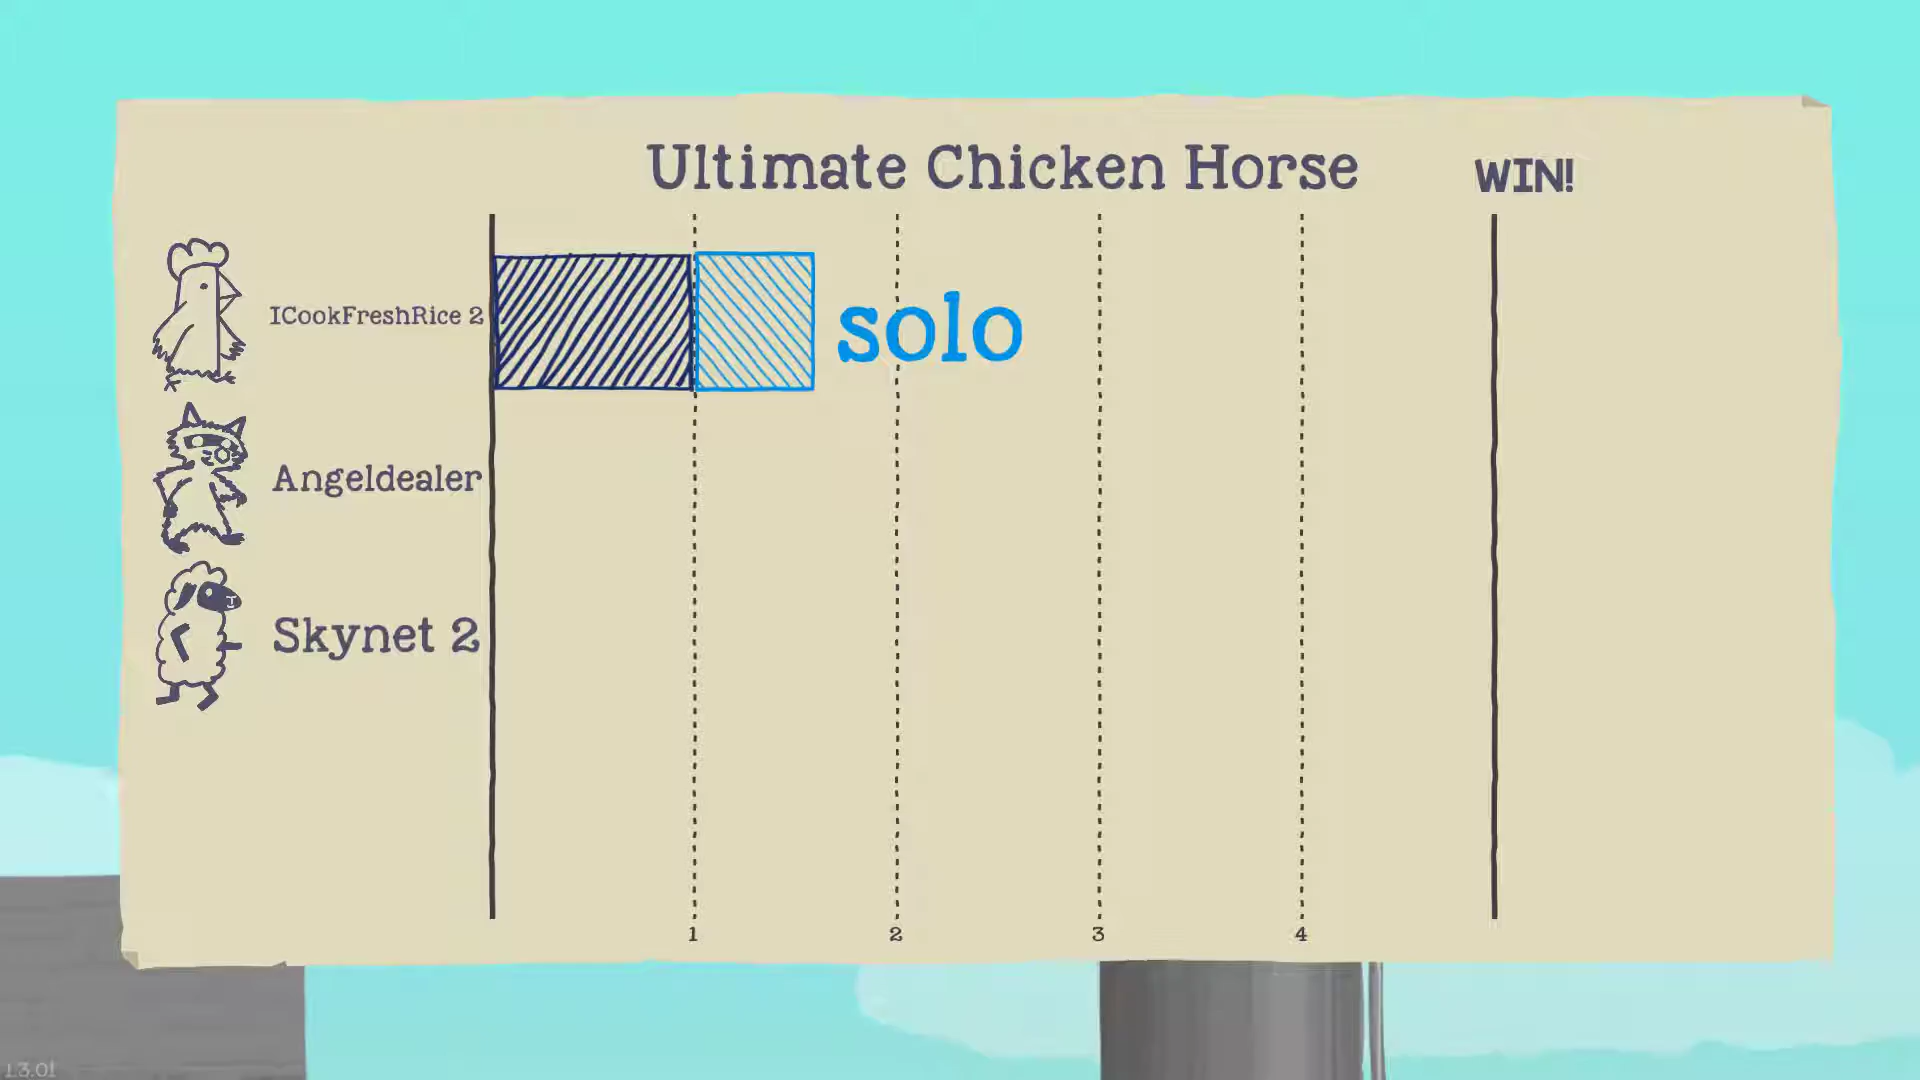 Ultimate Chicken Horse
WIN!
ICookFreshRice 2
solo
Angeldealer
Skynet 2
1 2 3 4
1.3.01